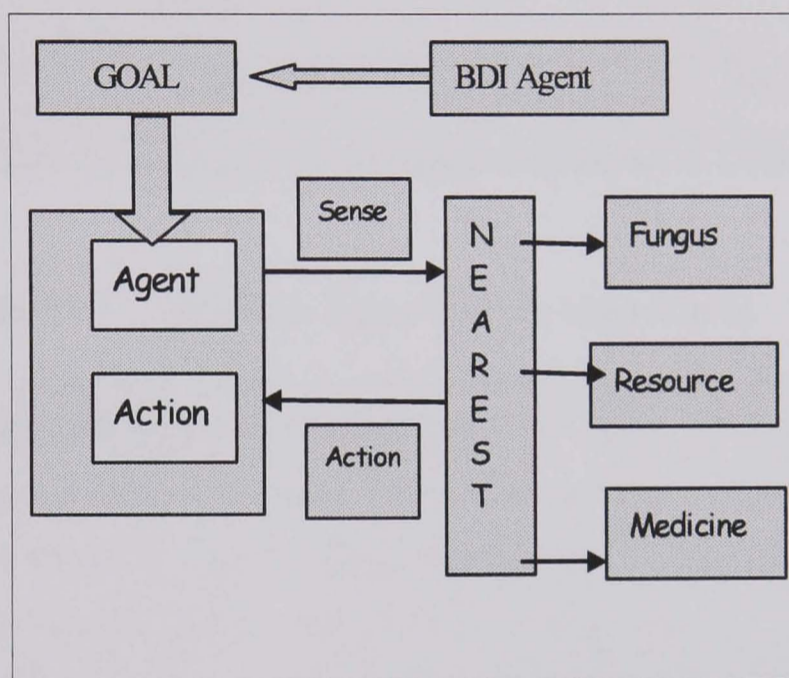 GOAL
BDI Agent
Sense
Agent
Action
Action
N
E
A
R
E
S
T
Fungus
Resource
Medicine